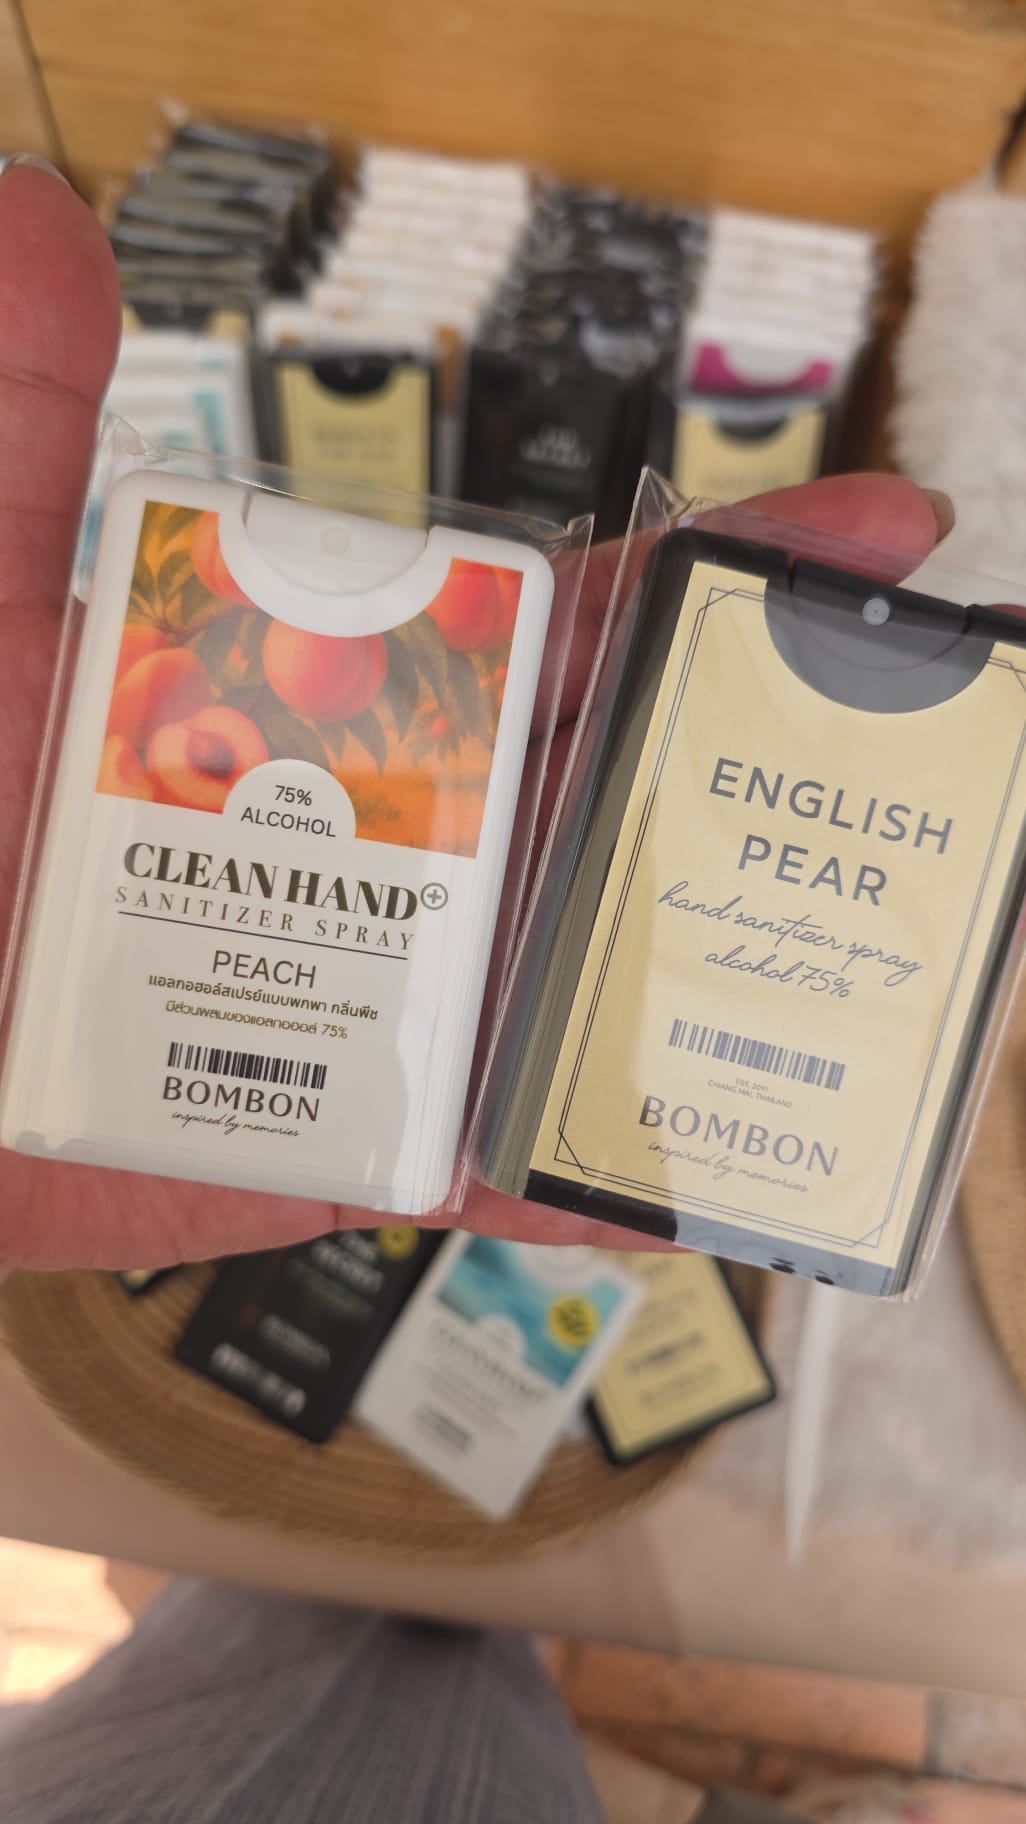 75%
ALCOHOL
CLEAN HAND
SANITIZER SPRAY
PEACH
แอลกอฮอล์สเปรย์แบบพกพา กลิ่นพีช
มีส่วนผสมของแอลกอฮอล์ 75%
BOMBON
inspired by memories
ENGLISH
PEAR
hand sanitizer spray
alcohol 75%
EST. 2011
CHIANG MAI, THAILAND
BOMBON
inspired by memories